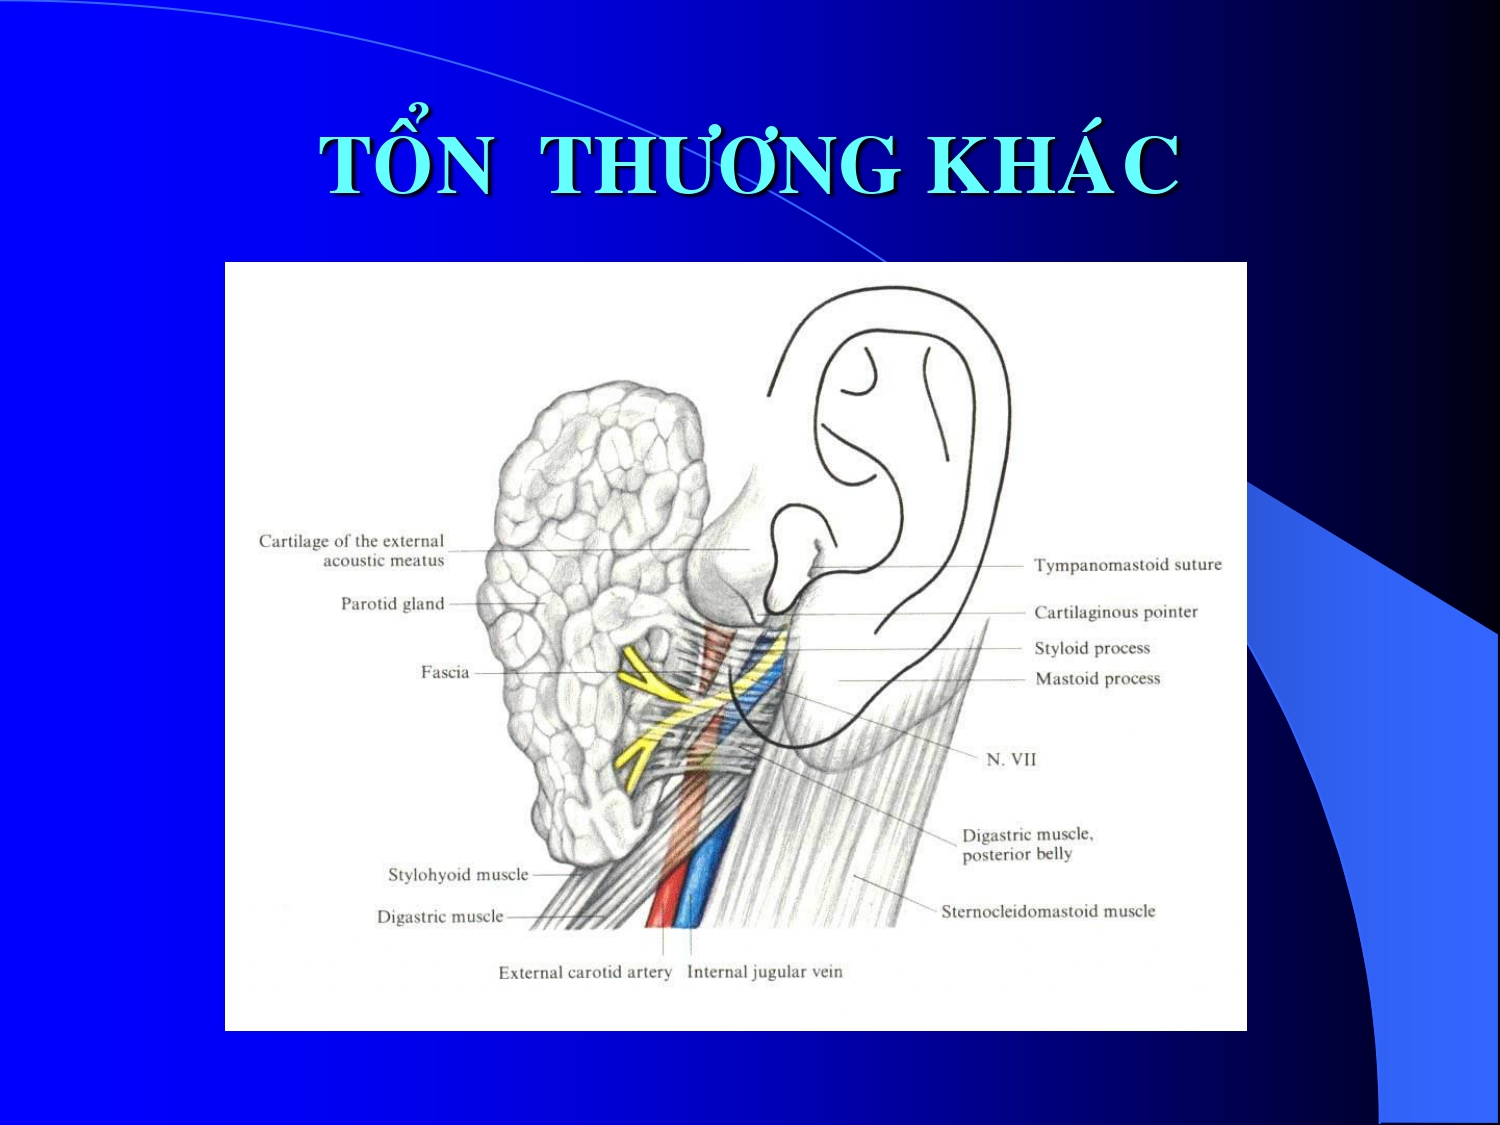 TỔN THƯƠNG KHÁC
Cartilage of the external
acoustic meatus
Parotid gland
Fascia
Stylohyoid muscle
Digastric muscle
External carotid artery
Internal jugular vein
Tympanomastoid suture
Cartilaginous pointer
Styloid process
Mastoid process
N. VII
Digastric muscle,
posterior belly
Sternocleidomastoid muscle